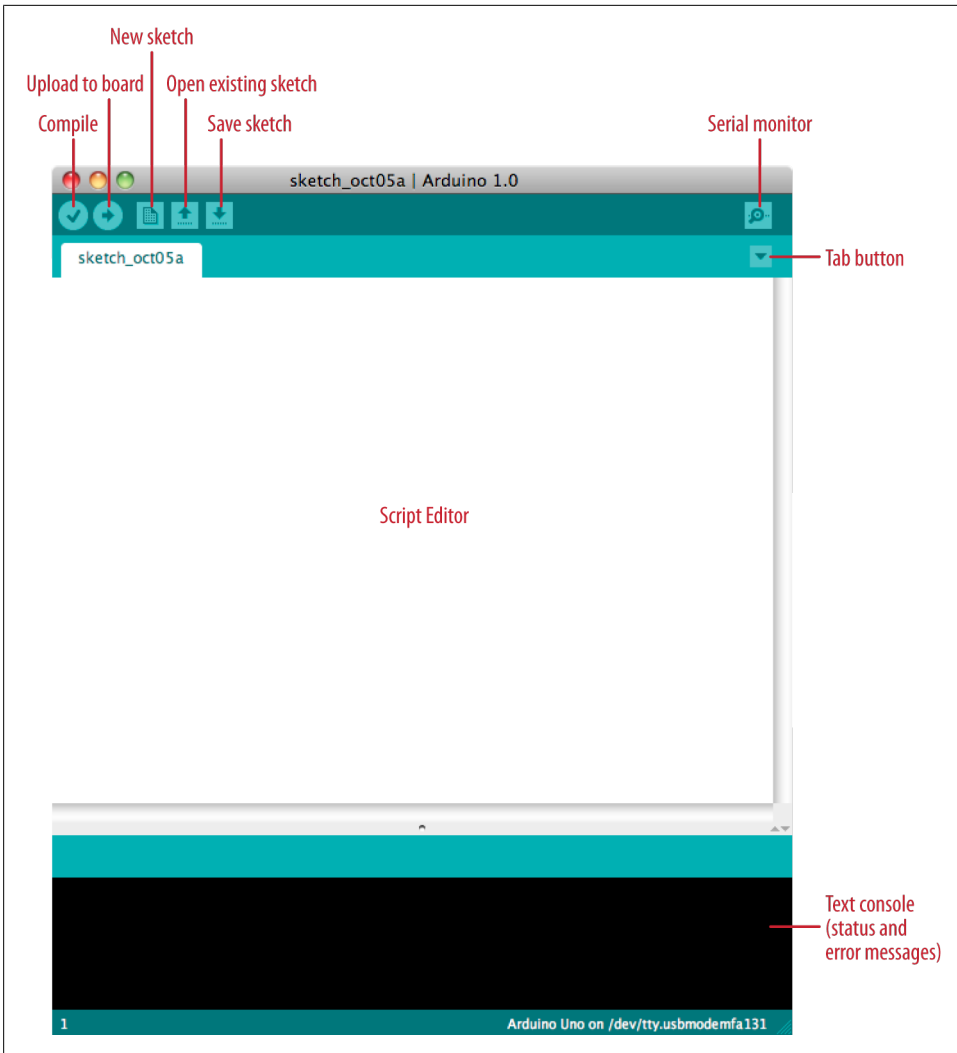 New sketch
Upload to board
Open existing sketch
Compile
Save sketch
Serial monitor
sketch_oct05a | Arduino 1.0
sketch_oct05a
Tab button
Script Editor
Text console
(status and
error messages)
1
Arduino Uno on /dev/tty.usbmodemfa131